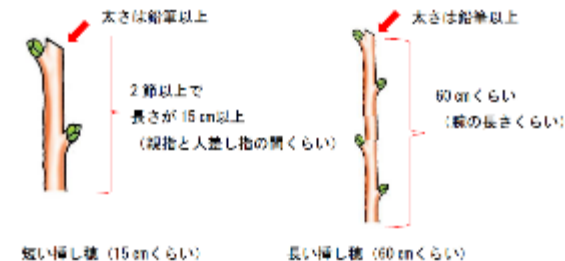 太さは鉛筆以上
2節以上で
長さが15cm以上
（親指と人差し指の間くらい）
短い挿し穂（15cmくらい）
太さは鉛筆以上
60cmくらい
（腕の長さくらい）
長い挿し穂（60cmくらい）